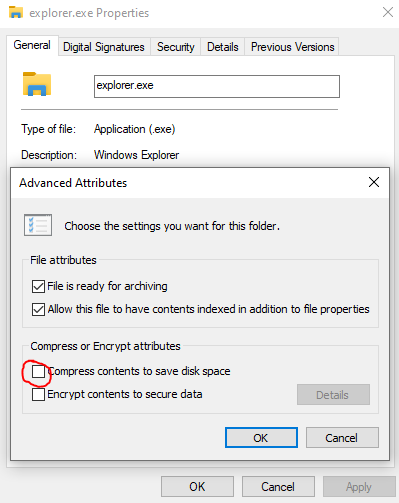 explorer.exe Properties
General
Digital Signatures
Security
Details
Previous Versions
explorer.exe
Type of file:
Application (.exe)
Description:
Windows Explorer
Advanced Attributes
Choose the settings you want for this folder.
File attributes
File is ready for archiving
Allow this file to have contents indexed in addition to file properties
Compress or Encrypt attributes
Compress contents to save disk space
Encrypt contents to secure data
Details
OK
Cancel
OK
Cancel
Apply